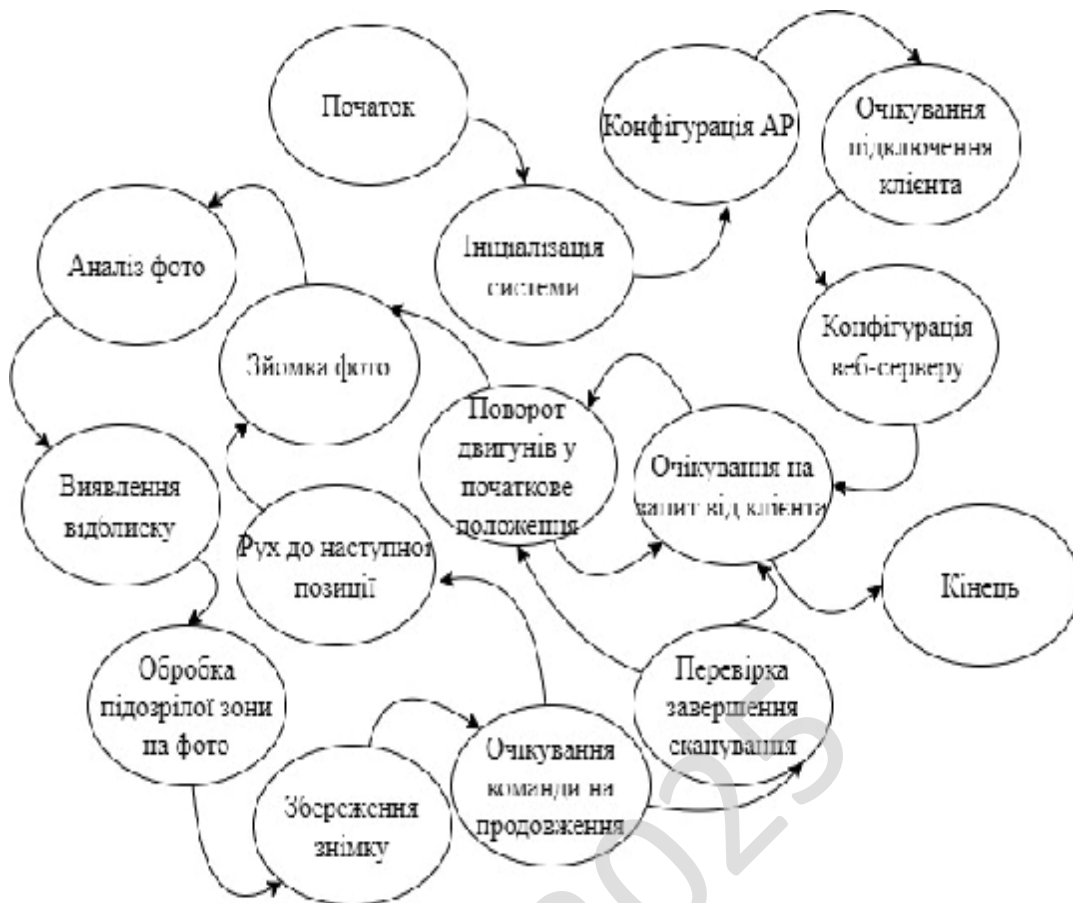 Початок
Конфігурація АР
Очікування
підключення
клієнта
Аналіз фото
Ініціалізація
системи
Зйомка фото
Конфігурація
веб-серверу
Поворот
двигунів у
початкове
положення
Очікування на
запит від клієнта
Виявлення
відблиску
Рух до наступної
позиції
Кінець
Обробка
підозрілої зони
на фото
Перевірка
завершення
сканування
Збереження
знімку
Очікування
команди на
продовження
2025